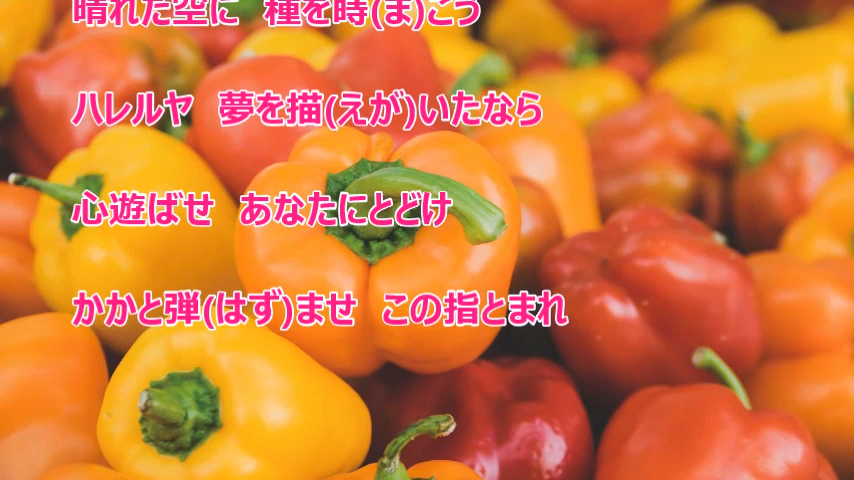 晴れた空に 種を時(ま)こう
ハレルヤ 夢を描(えが)いたなら
心遊ばせ あなたにとどけ
かかと弾(はず)ませ この指とまれ